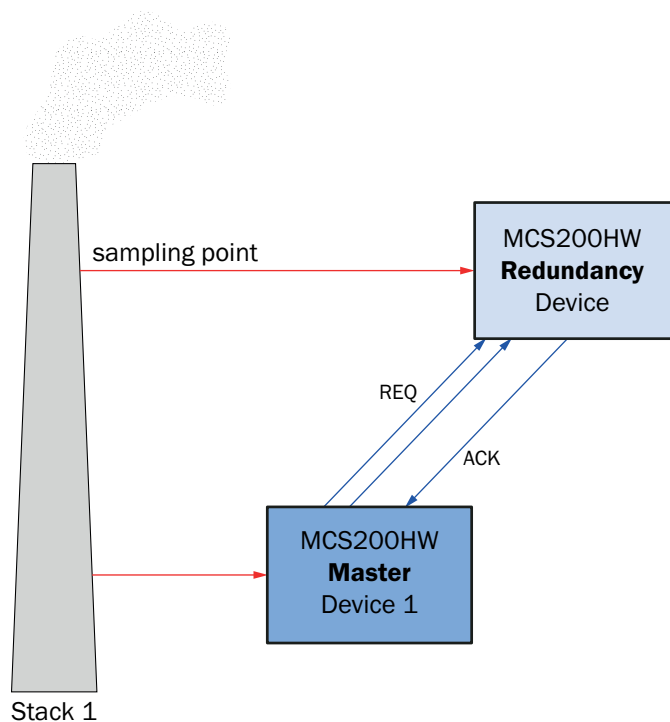 sampling point
MCS200HW
Redundancy
Device
REQ
ACK
MCS200HW
Master
Device 1
Stack 1